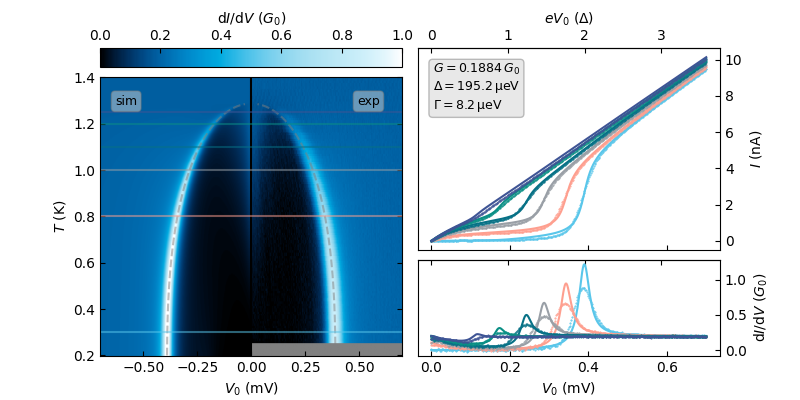 dI/dV (G₀)
0.0 0.2 0.4 0.6 0.8 1.0
sim
exp
T (K)
1.4
1.2
1.0
0.8
0.6
0.4
0.2
−0.50 −0.25 0.00 0.25 0.50
V₀ (mV)
eV₀ (Δ)
0 1 2 3
G = 0.1884 G₀
Δ = 195.2 µeV
Γ = 8.2 µeV
10
8
6
4
2
0
I (nA)
1.0
0.5
0.0
dI/dV (G₀)
0.0 0.2 0.4 0.6
V₀ (mV)